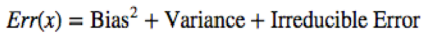 Err(x) = Bias² + Variance + Irreducible Error